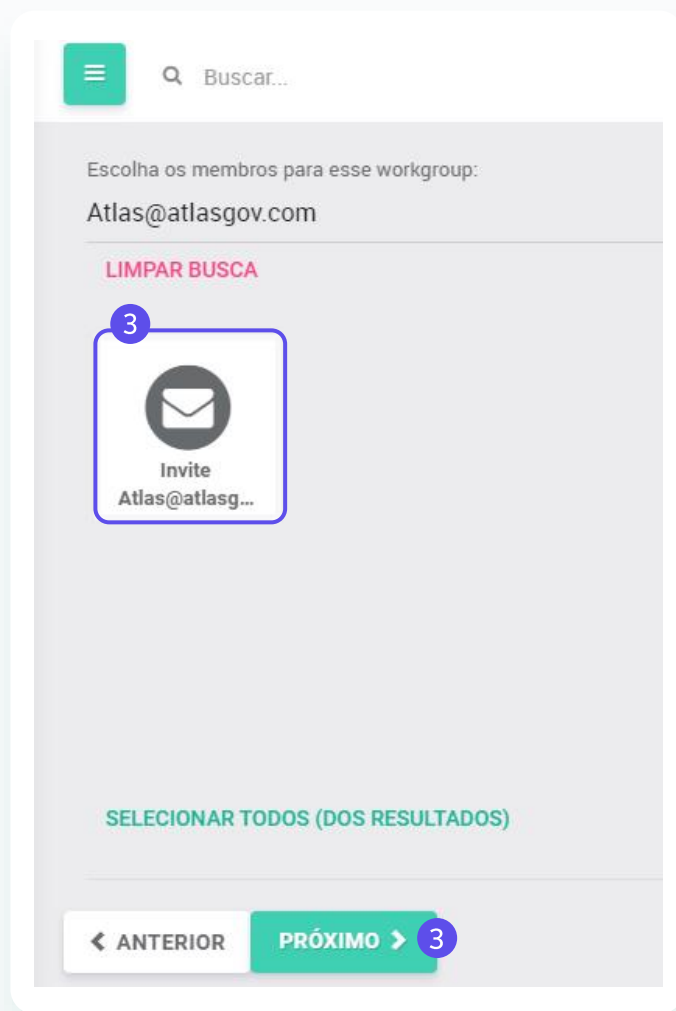 Buscar...
Escolha os membros para esse workgroup:
Atlas@atlasgov.com
LIMPAR BUSCA
3
Invite
Atlas@atlasg...
SELECIONAR TODOS (DOS RESULTADOS)
ANTERIOR
PRÓXIMO
3